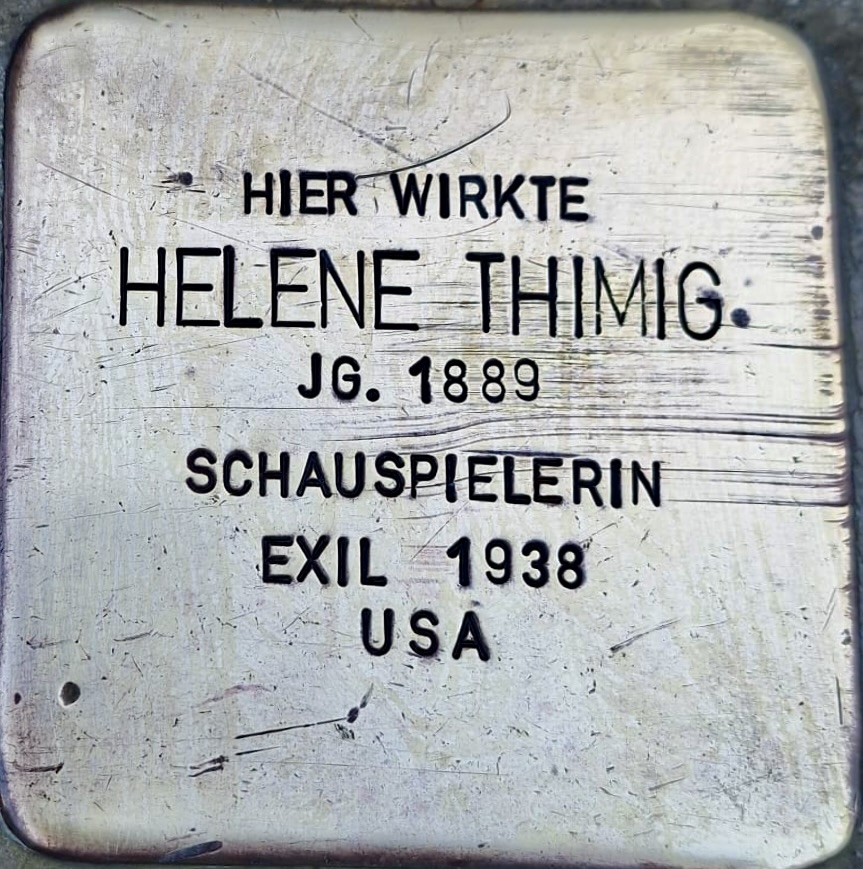 HIER WIRKTE
HELENE THIMIG
JG. 1889
SCHAUSPIELERIN
EXIL 1938
USA